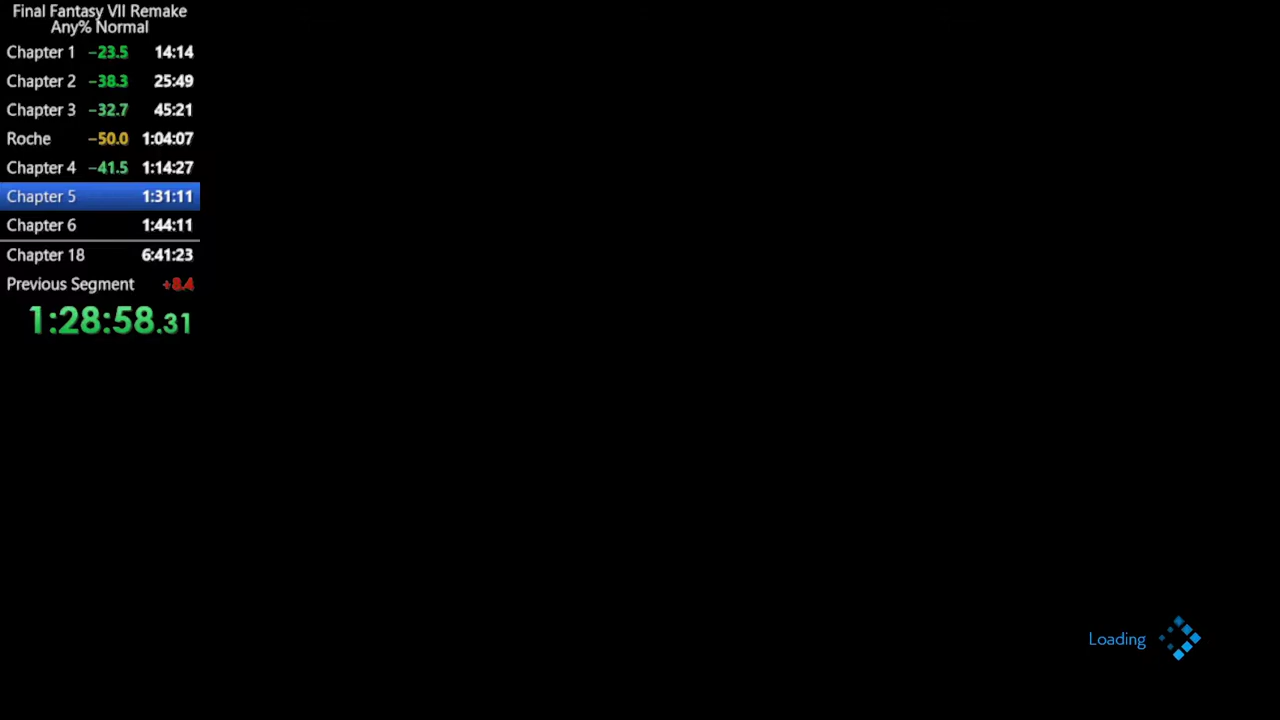 Final Fantasy VII Remake
Any% Normal
Chapter 1 -23.5 14:14
Chapter 2 -38.3 25:49
Chapter 3 -32.7 45:21
Roche -50.0 1:04:07
Chapter 4 -41.5 1:14:27
Chapter 5 1:31:11
Chapter 6 1:44:11
Chapter 18 6:41:23
Previous Segment +8.4
1:28:58.31
Loading